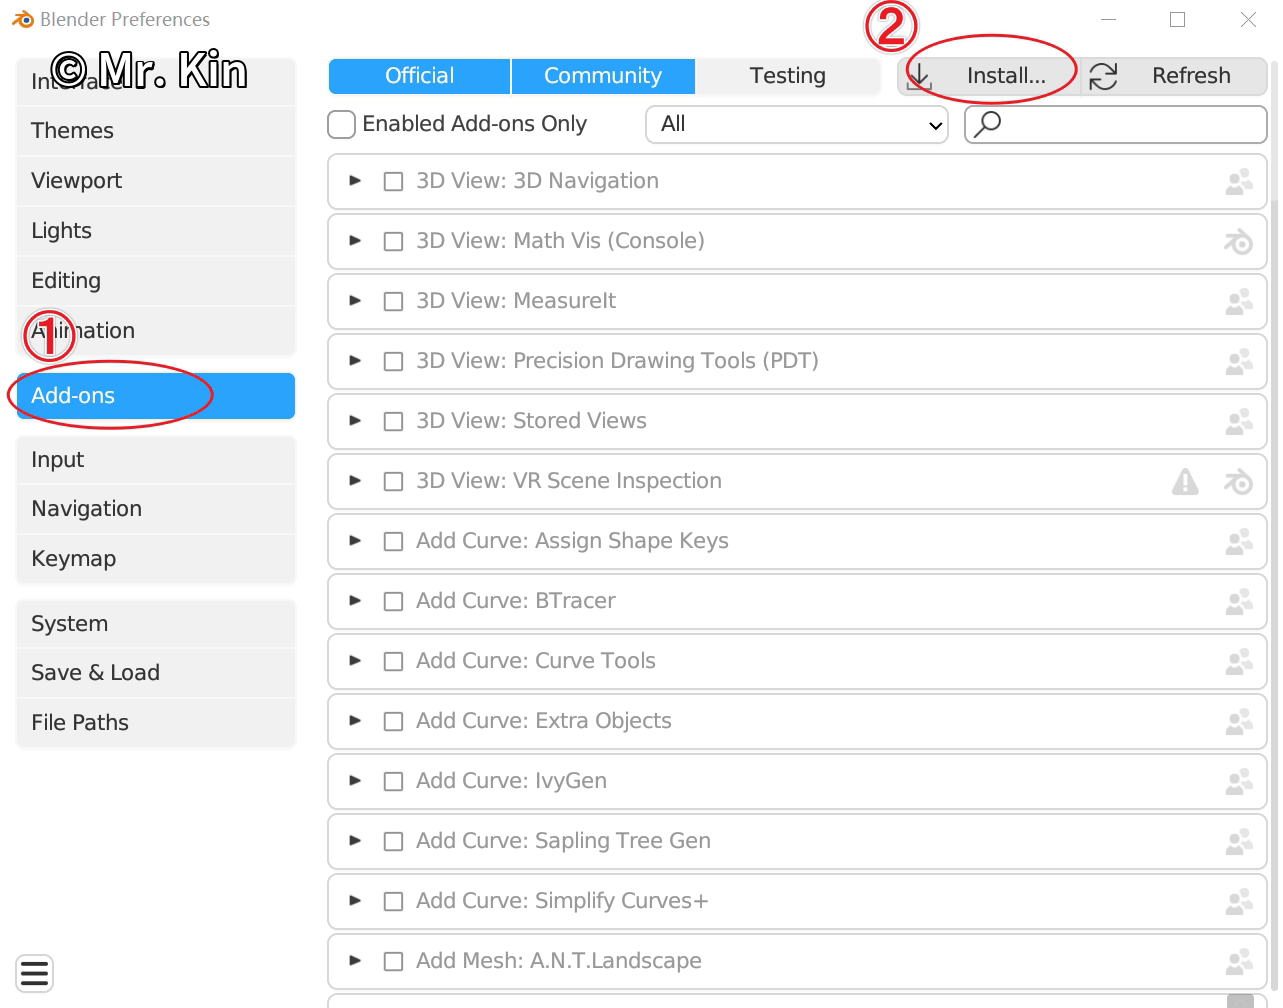 Blender Preferences
© Mr. Kin
Interface
Themes
Viewport
Lights
Editing
Animation
①
Add-ons
Input
Navigation
Keymap
System
Save & Load
File Paths
②
Official Community Testing Install... Refresh
Enabled Add-ons Only All
3D View: 3D Navigation
3D View: Math Vis (Console)
3D View: MeasureIt
3D View: Precision Drawing Tools (PDT)
3D View: Stored Views
3D View: VR Scene Inspection
Add Curve: Assign Shape Keys
Add Curve: BTracer
Add Curve: Curve Tools
Add Curve: Extra Objects
Add Curve: IvyGen
Add Curve: Sapling Tree Gen
Add Curve: Simplify Curves+
Add Mesh: A.N.T.Landscape